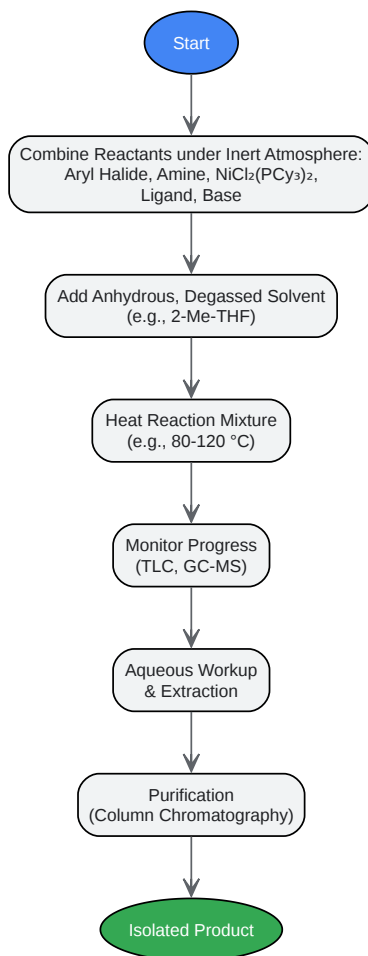 Start
Combine Reactants under Inert Atmosphere:
Aryl Halide, Amine, NiCl₂(PCy₃)₂,
Ligand, Base
Add Anhydrous, Degassed Solvent
(e.g., 2-Me-THF)
Heat Reaction Mixture
(e.g., 80-120 °C)
Monitor Progress
(TLC, GC-MS)
Aqueous Workup
& Extraction
Purification
(Column Chromatography)
Isolated Product